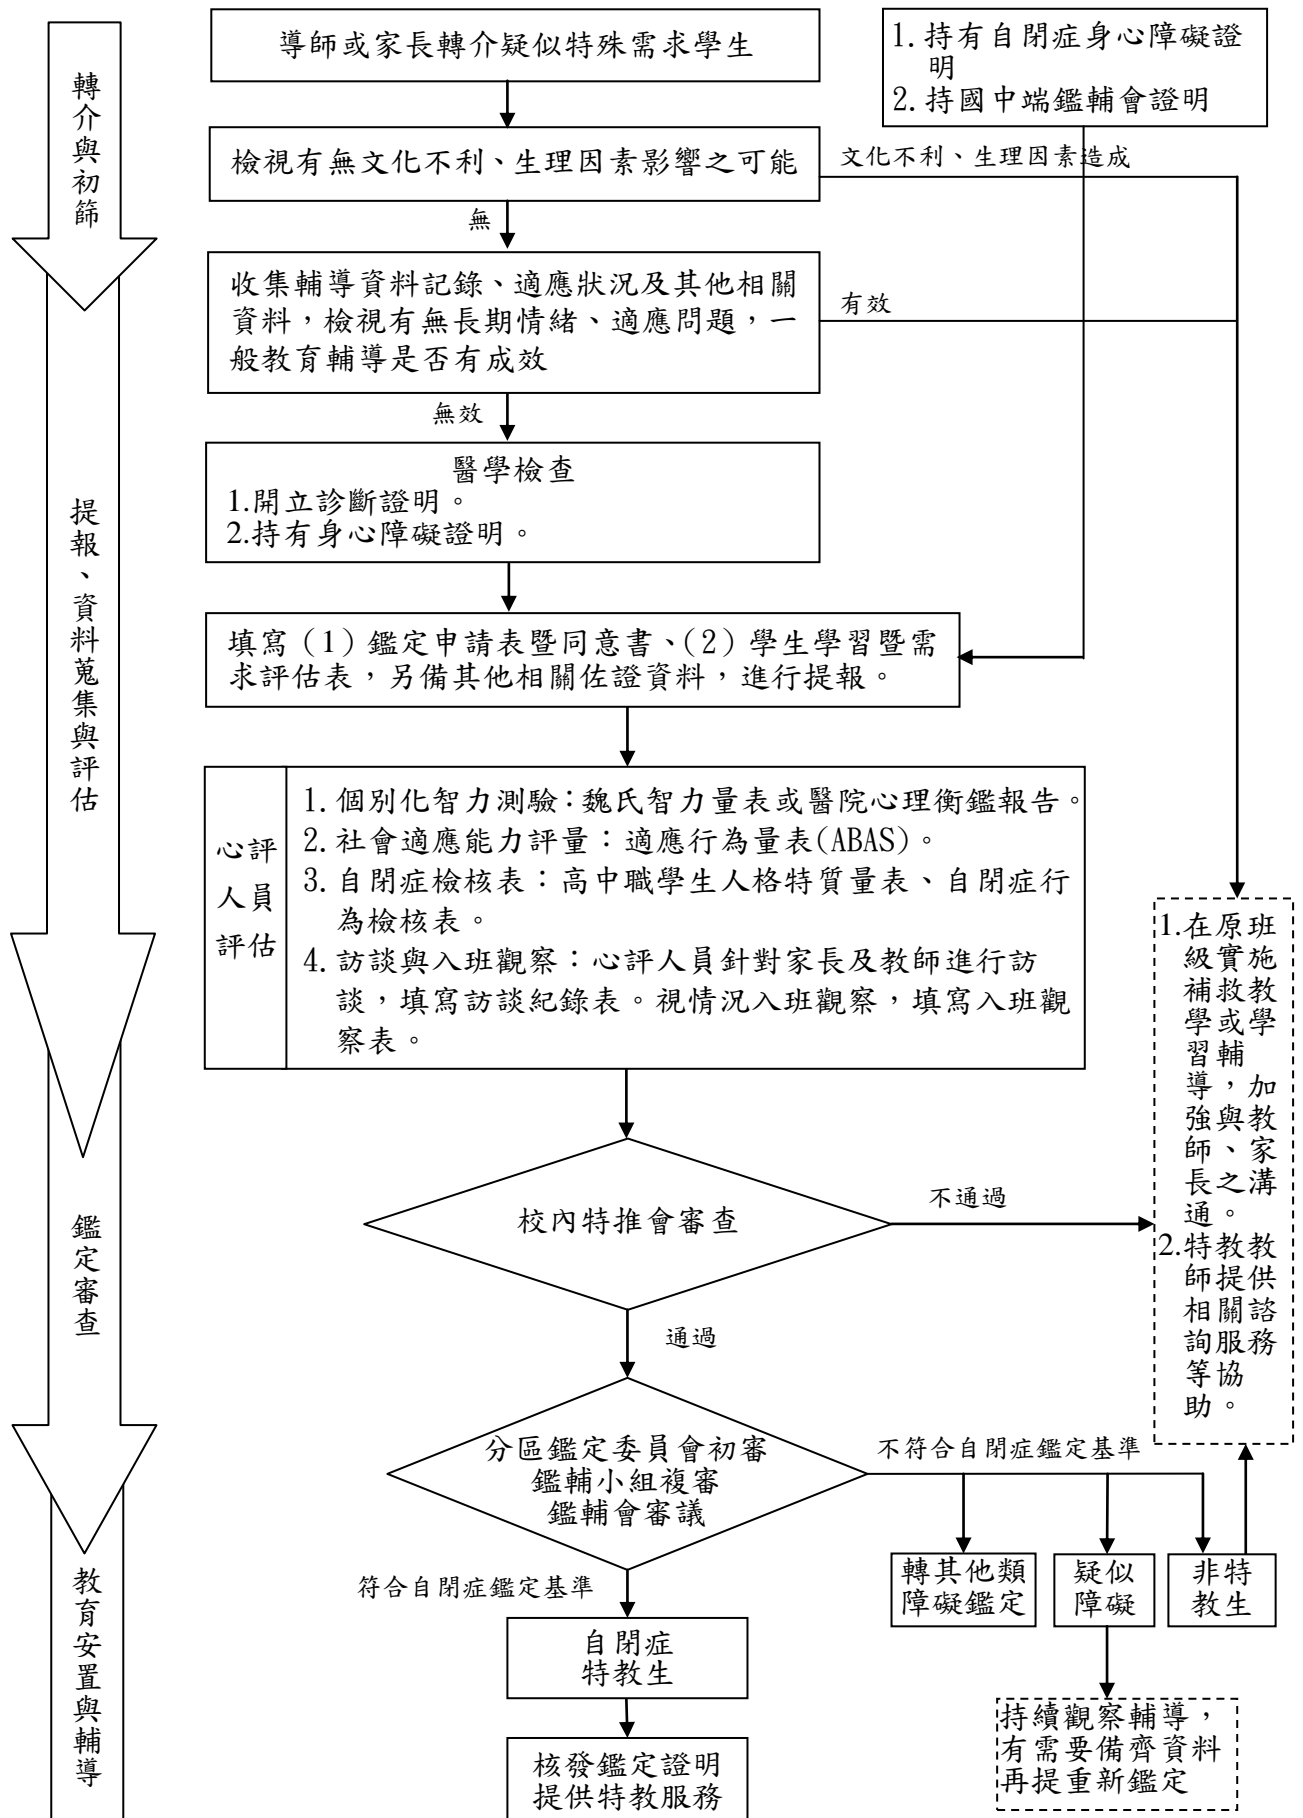 導師或家長轉介疑似特殊需求學生
1. 持有自閉症身心障礙證
明
2. 持國中端鑑輔會證明
轉介與初篩
檢視有無文化不利、生理因素影響之可能
文化不利、生理因素造成
無
收集輔導資料記錄、適應狀況及其他相關
資料，檢視有無長期情緒、適應問題，一
般教育輔導是否有成效
有效
無效
醫學檢查
1.開立診斷證明。
2.持有身心障礙證明。
提報、資料蒐集與評估
填寫（1）鑑定申請表暨同意書、(2) 學生學習暨需
求評估表，另備其他相關佐證資料，進行提報。
心評
人員
評估
1. 個別化智力測驗：魏氏智力量表或醫院心理衡鑑報告。
2. 社會適應能力評量：適應行為量表(ABAS)。
3. 自閉症檢核表：高中職學生人格特質量表、自閉症行
為檢核表。
4. 訪談與入班觀察：心評人員針對家長及教師進行訪
談，填寫訪談紀錄表。視情況入班觀察，填寫入班觀
察表。
1.在原班
級實施
補救教
學或學
習輔
導，加
強與教
師、家
長之溝
通。
2.特教教
師提供
相關諮
詢服務
等協
助。
鑑定審查
校內特推會審查
不通過
通過
分區鑑定委員會初審
鑑輔小組複審
鑑輔會審議
不符合自閉症鑑定基準
符合自閉症鑑定基準
轉其他類
障礙鑑定
疑似
障礙
非特
教生
教育安置與輔導
自閉症
特教生
持續觀察輔導，
有需要備齊資料
再提重新鑑定
核發鑑定證明
提供特教服務